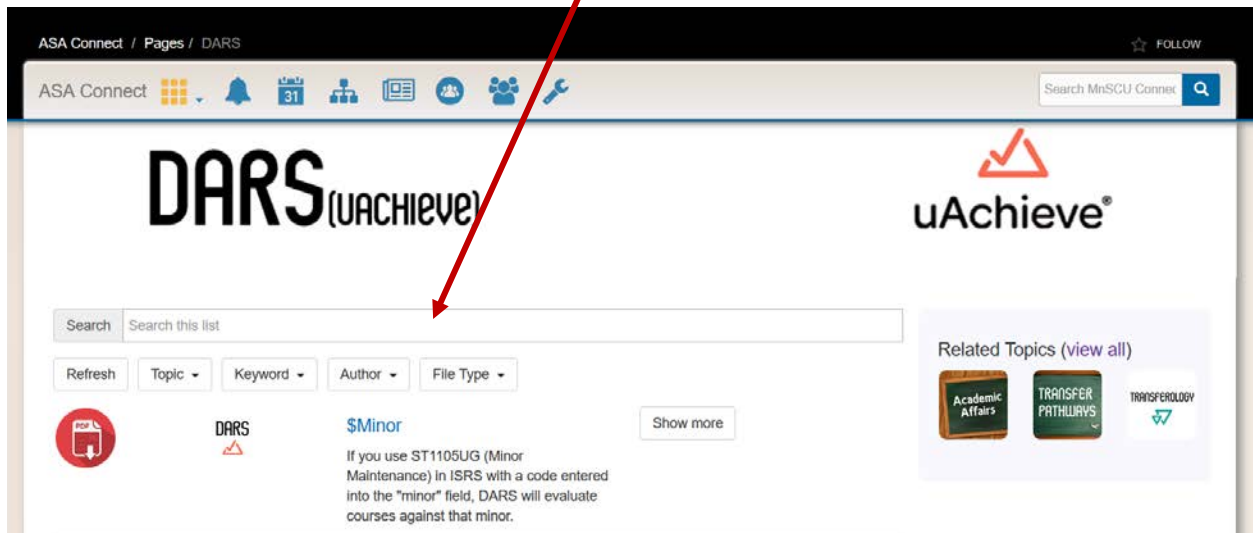 ASA Connect / Pages / DARS
FOLLOW
ASA Connect
31
Search MnSCU Connec
DARS(uachieve)
uAchieve®
Search Search this list
Refresh Topic Keyword Author File Type
Related Topics (view all)
Academic
Affairs
TRANSFER
PATHWAYS
TRANSFEROLOGY
PDF
DARS
$Minor
Show more
If you use ST1105UG (Minor
Maintenance) in ISRS with a code entered
into the "minor" field, DARS will evaluate
courses against that minor.